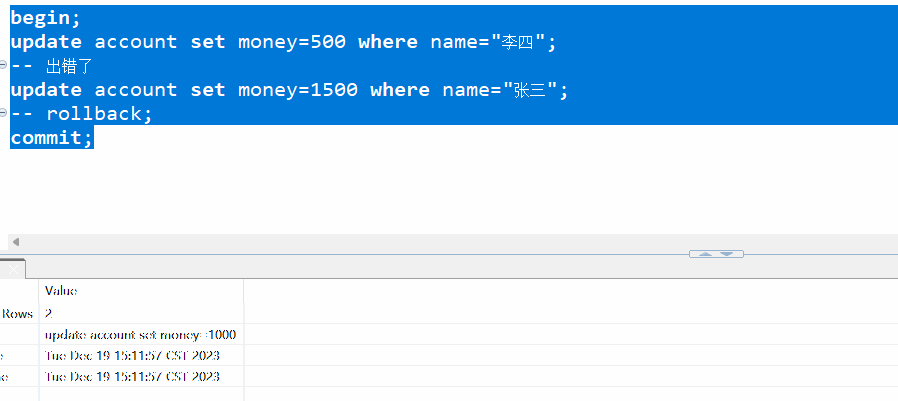 begin;
update account set money=500 where name="李四";
-- 出错了
update account set money=1500 where name="张三";
-- rollback;
commit;
Value
Rows 2
update account set money=1000
e Tue Dec 19 15:11:57 CST 2023
ne Tue Dec 19 15:11:57 CST 2023